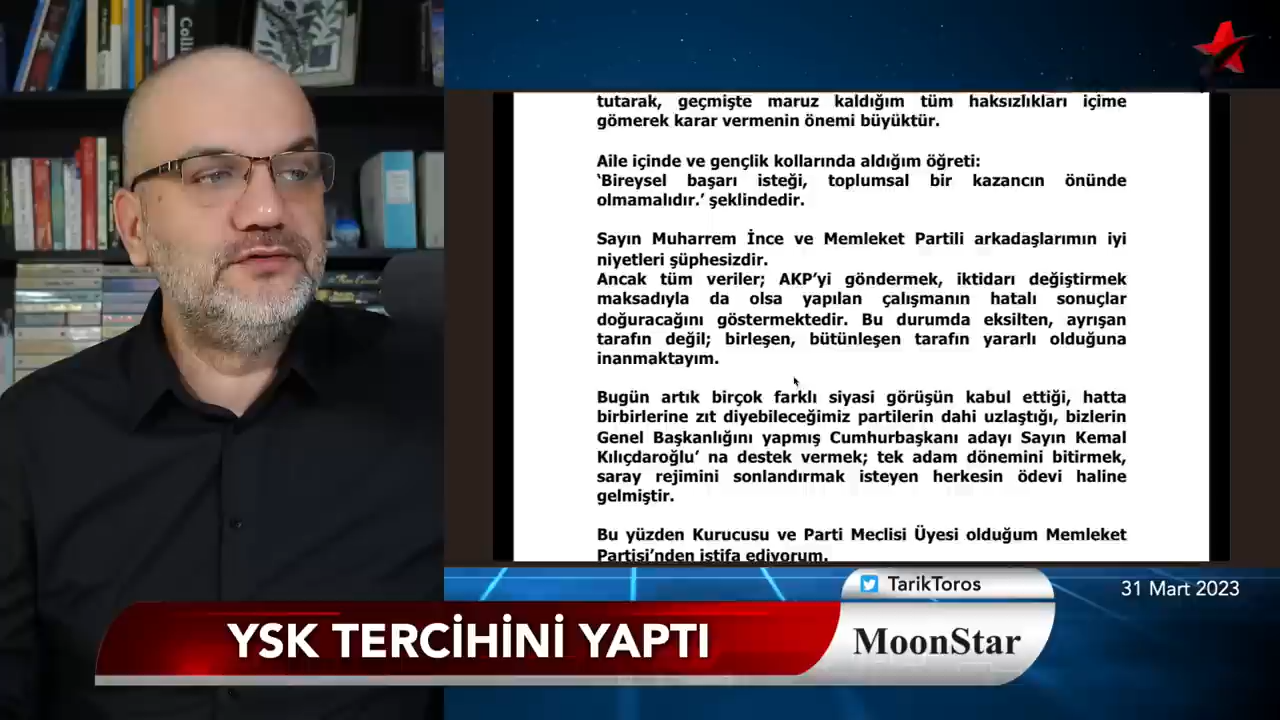 Colli
tutarak, geçmişte maruz kaldığım tüm haksızlıkları içime
gömerek karar vermenin önemi büyüktür.
Aile içinde ve gençlik kollarında aldığım öğreti:
‘Bireysel başarı isteği, toplumsal bir kazancın önünde
olmamalıdır.’ şeklindedir.
Sayın Muharrem İnce ve Memleket Partili arkadaşlarımın iyi
niyetleri şüphesizdir.
Ancak tüm veriler; AKP’yi göndermek, iktidarı değiştirmek
maksadıyla da olsa yapılan çalışmanın hatalı sonuçlar
doğuracağını göstermektedir. Bu durumda eksilten, ayrışan
tarafın değil; birleşen, bütünleşen tarafın yararlı olduğuna
inanmaktayım.
Bugün artık birçok farklı siyasi görüşün kabul ettiği, hatta
birbirlerine zıt diyebileceğimiz partilerin dahi uzlaştığı, bizlerin
Genel Başkanlığını yapmış Cumhurbaşkanı adayı Sayın Kemal
Kılıçdaroğlu’ na destek vermek; tek adam dönemini bitirmek,
saray rejimini sonlandırmak isteyen herkesin ödevi haline
gelmiştir.
Bu yüzden Kurucusu ve Parti Meclisi Üyesi olduğum Memleket
Partisi’nden istifa ediyorum.
TarikToros
31 Mart 2023
YSK TERCİHİNİ YAPTI
MoonStar